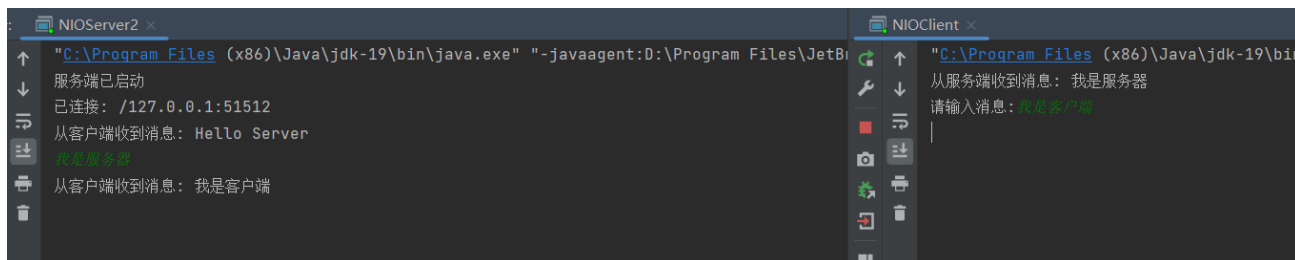 NIOServer2
"C:\Program Files (x86)\Java\jdk-19\bin\java.exe" "-javaagent:D:\Program Files\JetBr
服务端已启动
已连接: /127.0.0.1:51512
从客户端收到消息: Hello Server
我是服务器
从客户端收到消息: 我是客户端
NIOClient
"C:\Program Files (x86)\Java\jdk-19\bin
从服务端收到消息: 我是服务器
请输入消息:我是客户端